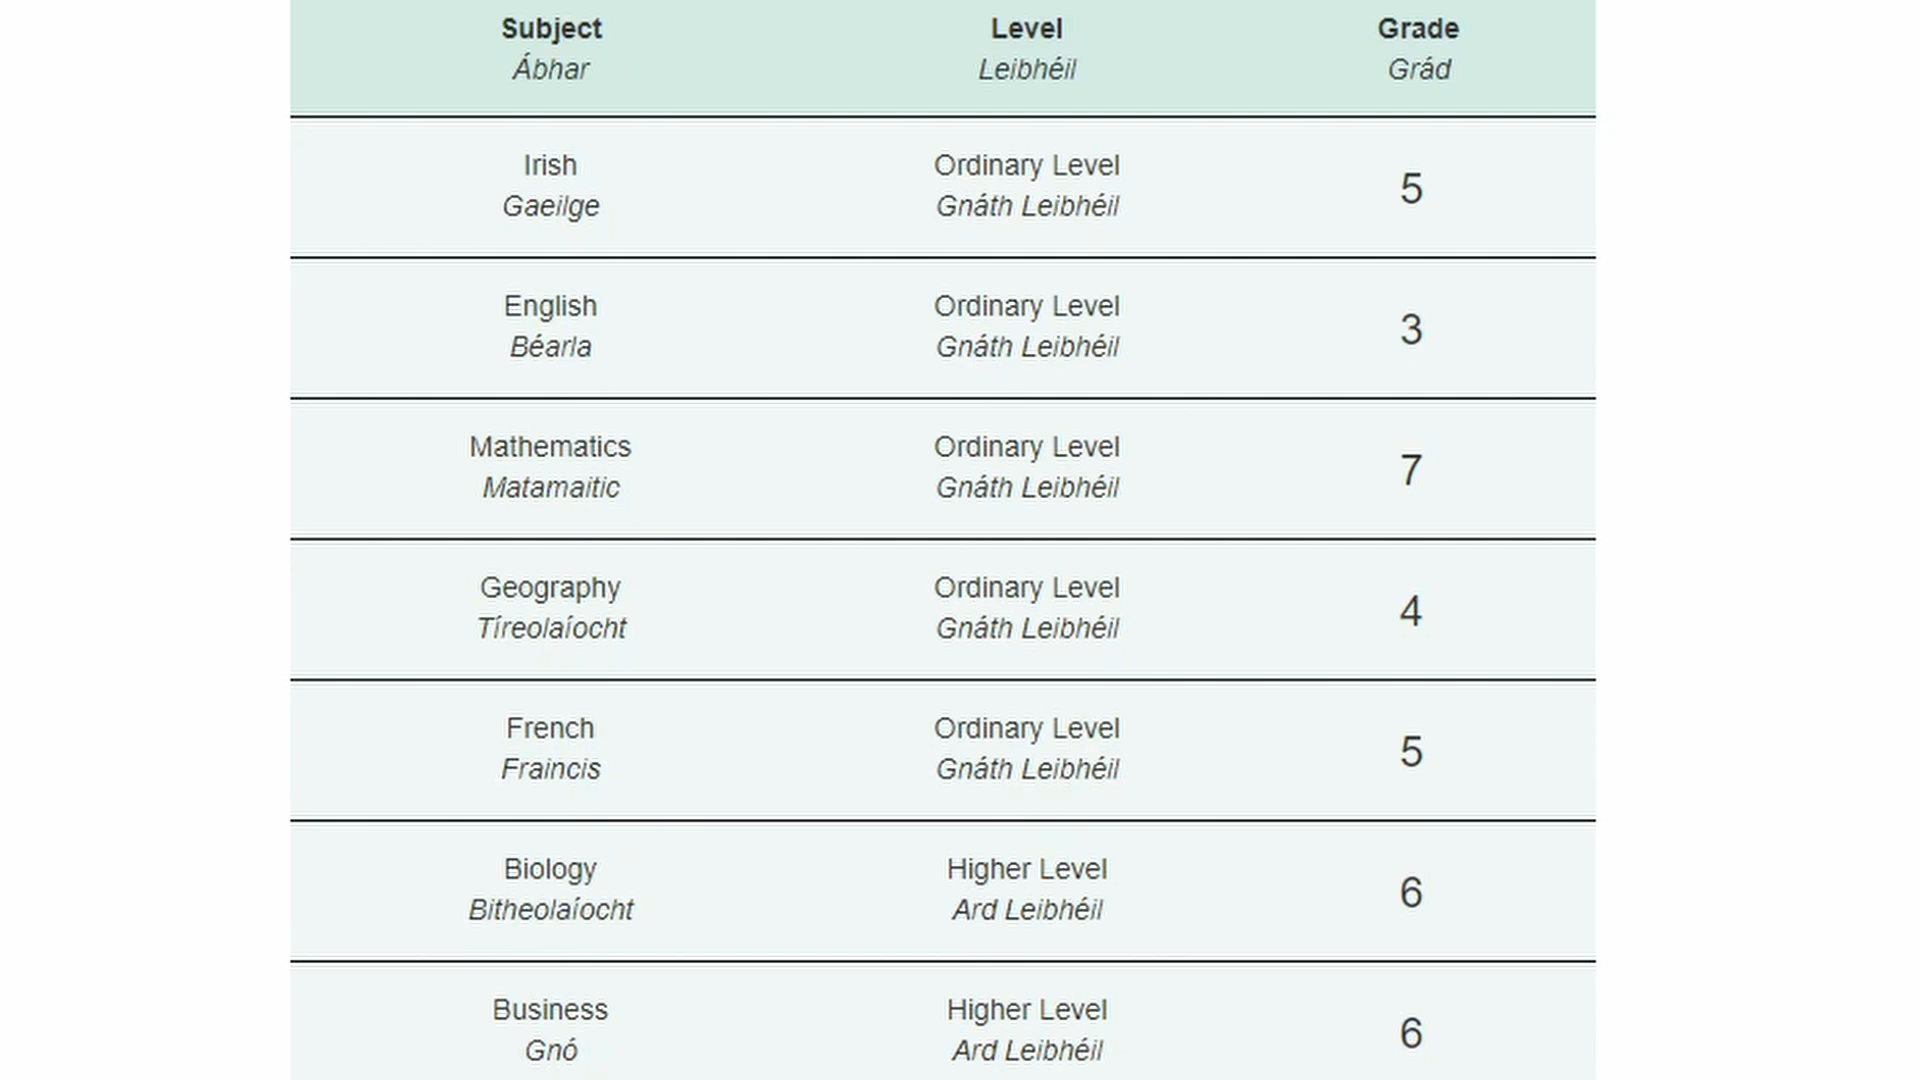 Subject Level Grade
Ábhar Leibhéil Grád
Irish Ordinary Level 5
Gaeilge Gnáth Leibhéil
English Ordinary Level 3
Béarla Gnáth Leibhéil
Mathematics Ordinary Level 7
Matamaitic Gnáth Leibhéil
Geography Ordinary Level 4
Tíreolaíocht Gnáth Leibhéil
French Ordinary Level 5
Fraincis Gnáth Leibhéil
Biology Higher Level 6
Bitheolaíocht Ard Leibhéil
Business Higher Level 6
Gnó Ard Leibhéil